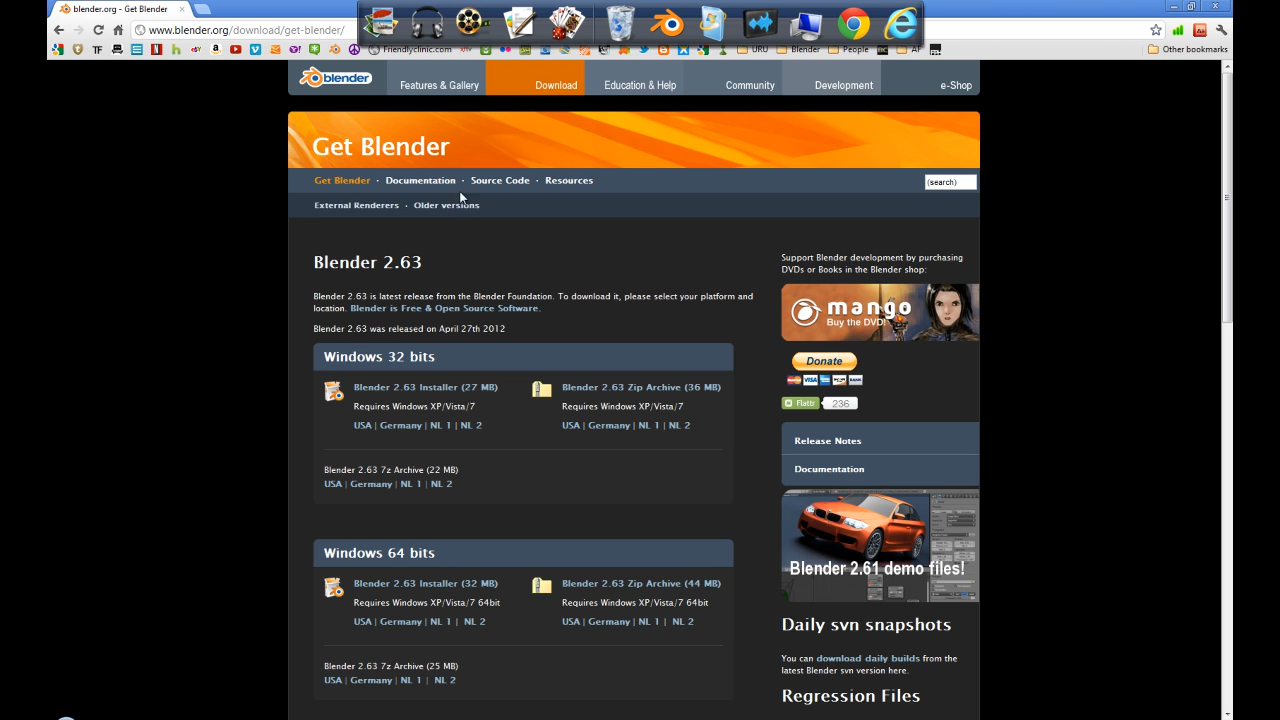 blender.org - Get Blender
www.blender.org/download/get-blender/
TF
ebY
Friendlyclinic.com
URU
Blender
People
AF
Other bookmarks
blender
Features & Gallery
Download
Education & Help
Community
Development
e-Shop
Get Blender
Get Blender · Documentation · Source Code · Resources
(search)
External Renderers · Older versions
Blender 2.63
Blender 2.63 is latest release from the Blender Foundation. To download it, please select your platform and
location. Blender is Free & Open Source Software.
Blender 2.63 was released on April 27th 2012
Windows 32 bits
Blender 2.63 Installer (27 MB)
Requires Windows XP/Vista/7
USA | Germany | NL 1 | NL 2
Blender 2.63 Zip Archive (36 MB)
Requires Windows XP/Vista/7
USA | Germany | NL 1 | NL 2
Blender 2.63 7z Archive (22 MB)
USA | Germany | NL 1 | NL 2
Windows 64 bits
Blender 2.63 Installer (32 MB)
Requires Windows XP/Vista/7 64bit
USA | Germany | NL 1 | NL 2
Blender 2.63 Zip Archive (44 MB)
Requires Windows XP/Vista/7 64bit
USA | Germany | NL 1 | NL 2
Blender 2.63 7z Archive (25 MB)
USA | Germany | NL 1 | NL 2
Support Blender development by purchasing
DVDs or Books in the Blender shop:
mango
Buy the DVD!
Donate
VISA
Flattr
236
Release Notes
Documentation
Blender 2.61 demo files!
Daily svn snapshots
You can download daily builds from the
latest Blender svn version here.
Regression Files